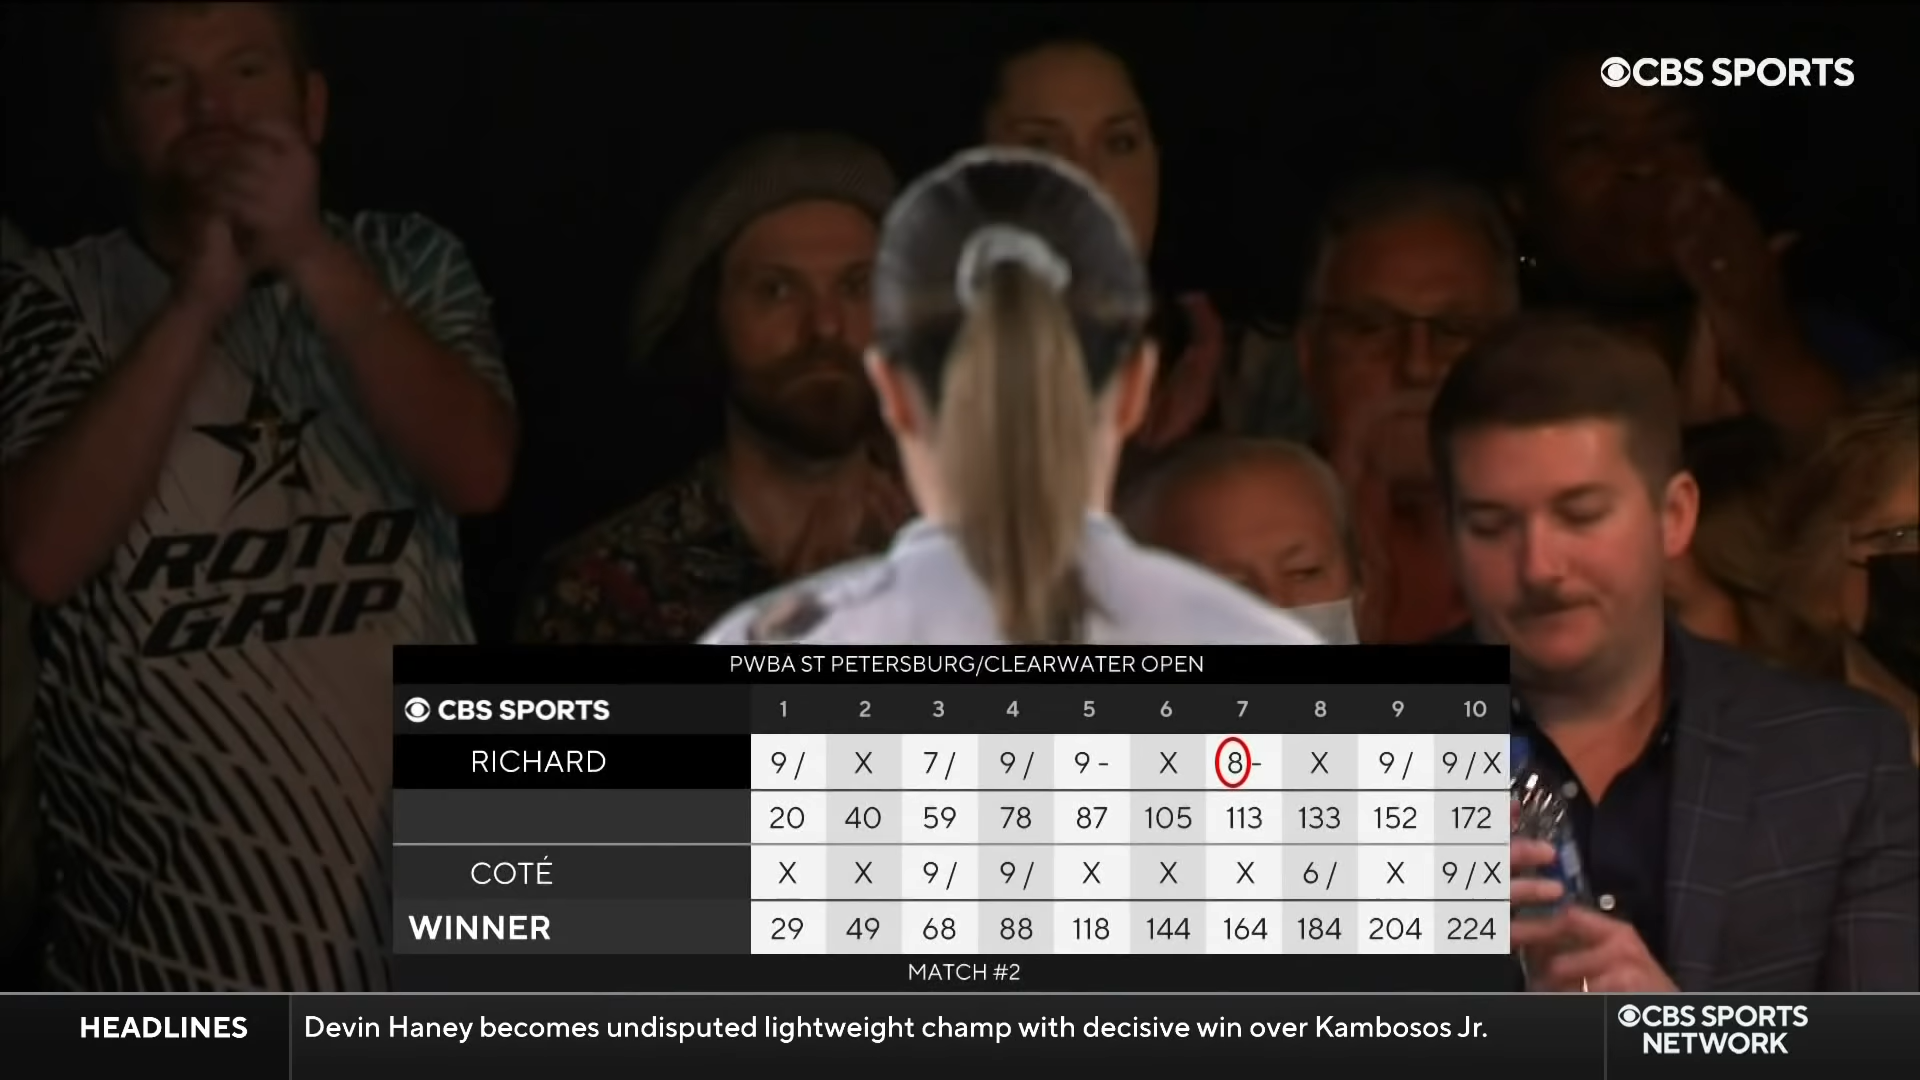 CBS SPORTS
ROTO
GRIP
PWBA ST PETERSBURG/CLEARWATER OPEN
CBS SPORTS 1 2 3 4 5 6 7 8 9 10
RICHARD 9/ X 7/ 9/ 9- X 8- X 9/ 9/X
20 40 59 78 87 105 113 133 152 172
COTÉ X X 9/ 9/ X X X 6/ X 9/X
WINNER 29 49 68 88 118 144 164 184 204 224
MATCH #2
HEADLINES Devin Haney becomes undisputed lightweight champ with decisive win over Kambosos Jr.
CBS SPORTS
NETWORK